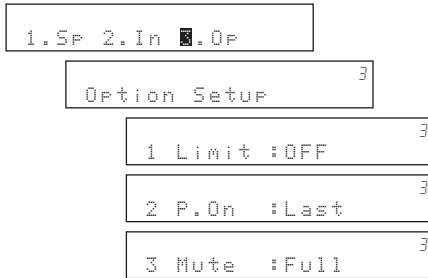 1.Sp 2.In 3.Op
3
Option Setup
3
1 Limit :OFF
3
2 P.On :Last
3
3 Mute :Full